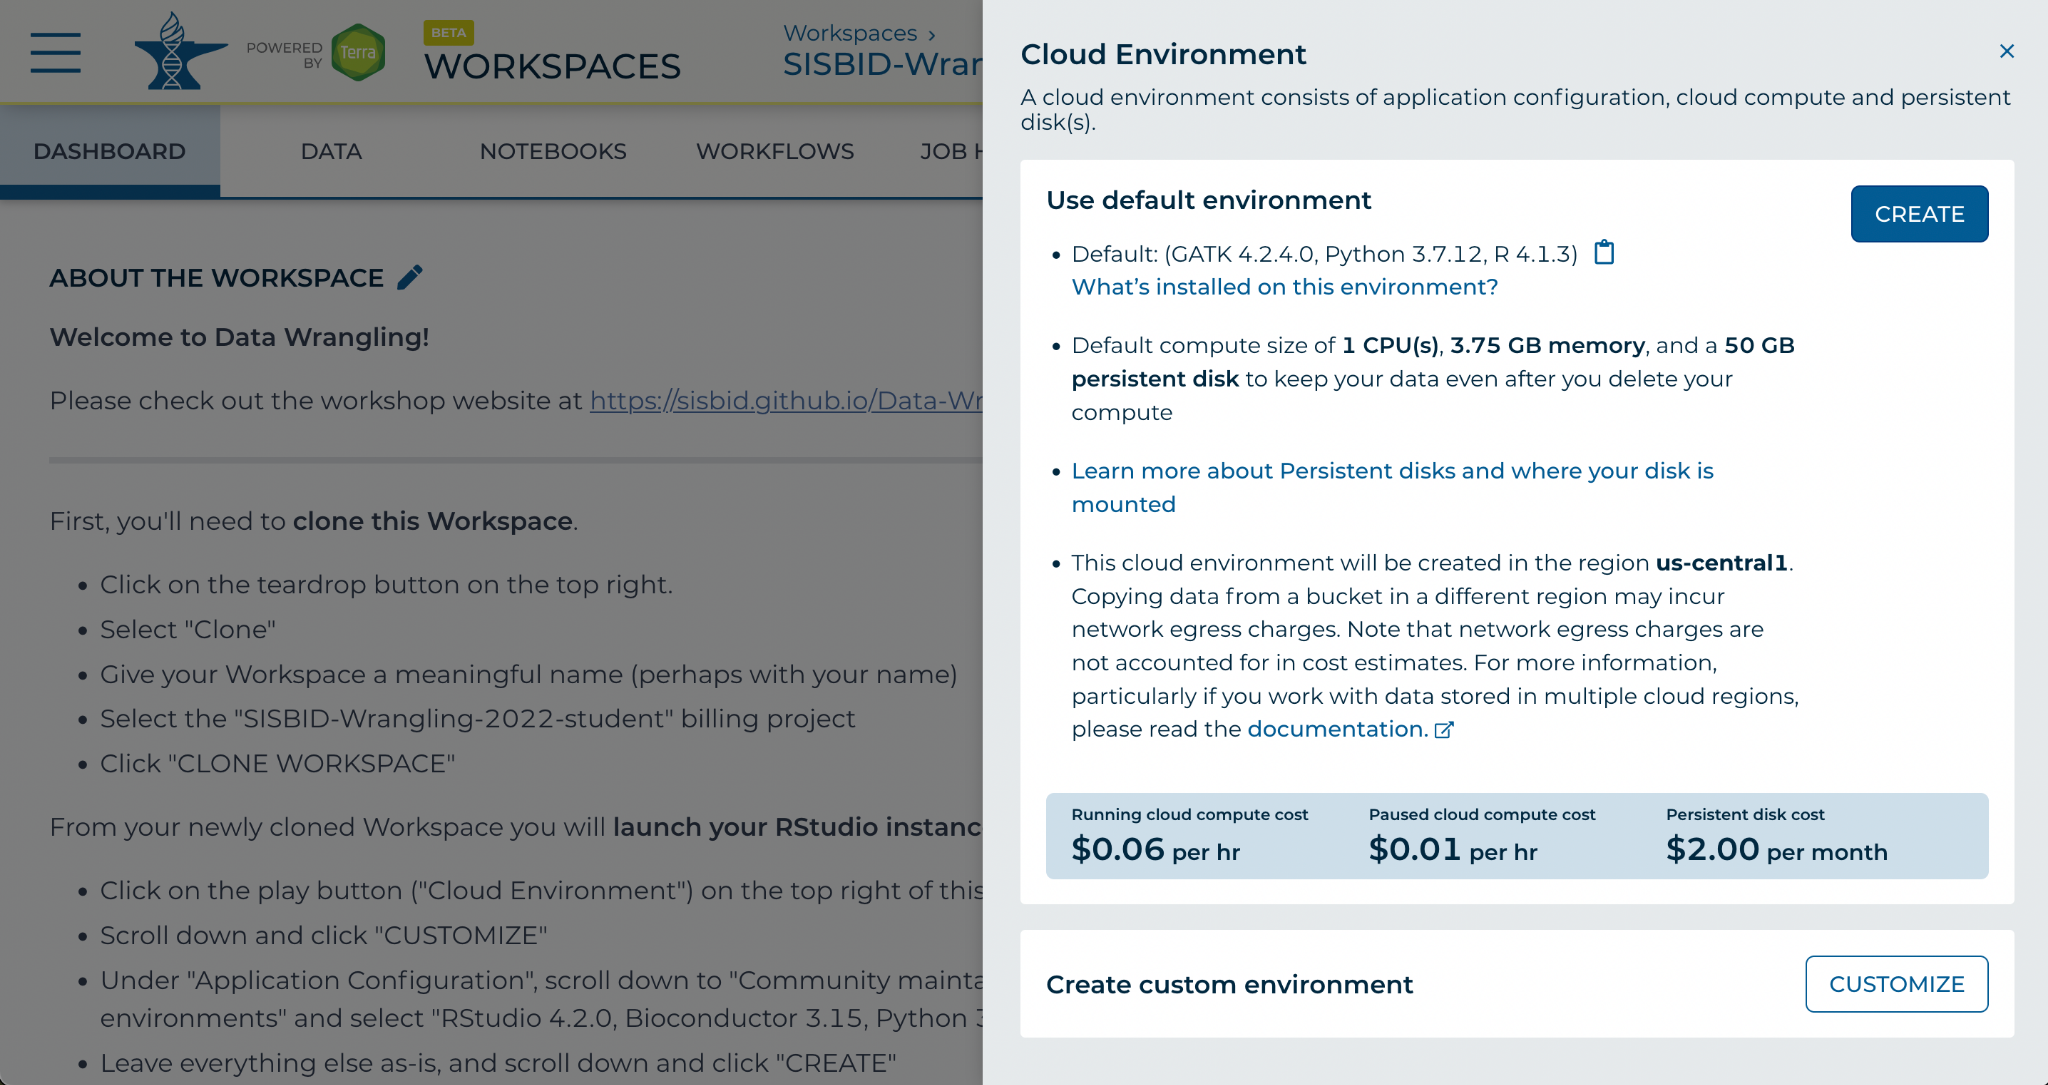 POWERED
BY
Terra
BETA
WORKSPACES
Workspaces ›
SISBID-Wran
DASHBOARD
DATA
NOTEBOOKS
WORKFLOWS
JOB H
ABOUT THE WORKSPACE
Welcome to Data Wrangling!
Please check out the workshop website at https://sisbid.github.io/Data-Wr
First, you'll need to clone this Workspace.
• Click on the teardrop button on the top right.
• Select "Clone"
• Give your Workspace a meaningful name (perhaps with your name)
• Select the "SISBID-Wrangling-2022-student" billing project
• Click "CLONE WORKSPACE"
From your newly cloned Workspace you will launch your RStudio instanc
• Click on the play button ("Cloud Environment") on the top right of this
• Scroll down and click "CUSTOMIZE"
• Under "Application Configuration", scroll down to "Community mainta
environments" and select "RStudio 4.2.0, Bioconductor 3.15, Python 3
• Leave everything else as-is, and scroll down and click "CREATE"
Cloud Environment
A cloud environment consists of application configuration, cloud compute and persistent
disk(s).
Use default environment
CREATE
• Default: (GATK 4.2.4.0, Python 3.7.12, R 4.1.3)
What’s installed on this environment?
• Default compute size of 1 CPU(s), 3.75 GB memory, and a 50 GB
persistent disk to keep your data even after you delete your
compute
• Learn more about Persistent disks and where your disk is
mounted
• This cloud environment will be created in the region us-central1.
Copying data from a bucket in a different region may incur
network egress charges. Note that network egress charges are
not accounted for in cost estimates. For more information,
particularly if you work with data stored in multiple cloud regions,
please read the documentation.
Running cloud compute cost
$0.06 per hr
Paused cloud compute cost
$0.01 per hr
Persistent disk cost
$2.00 per month
Create custom environment
CUSTOMIZE